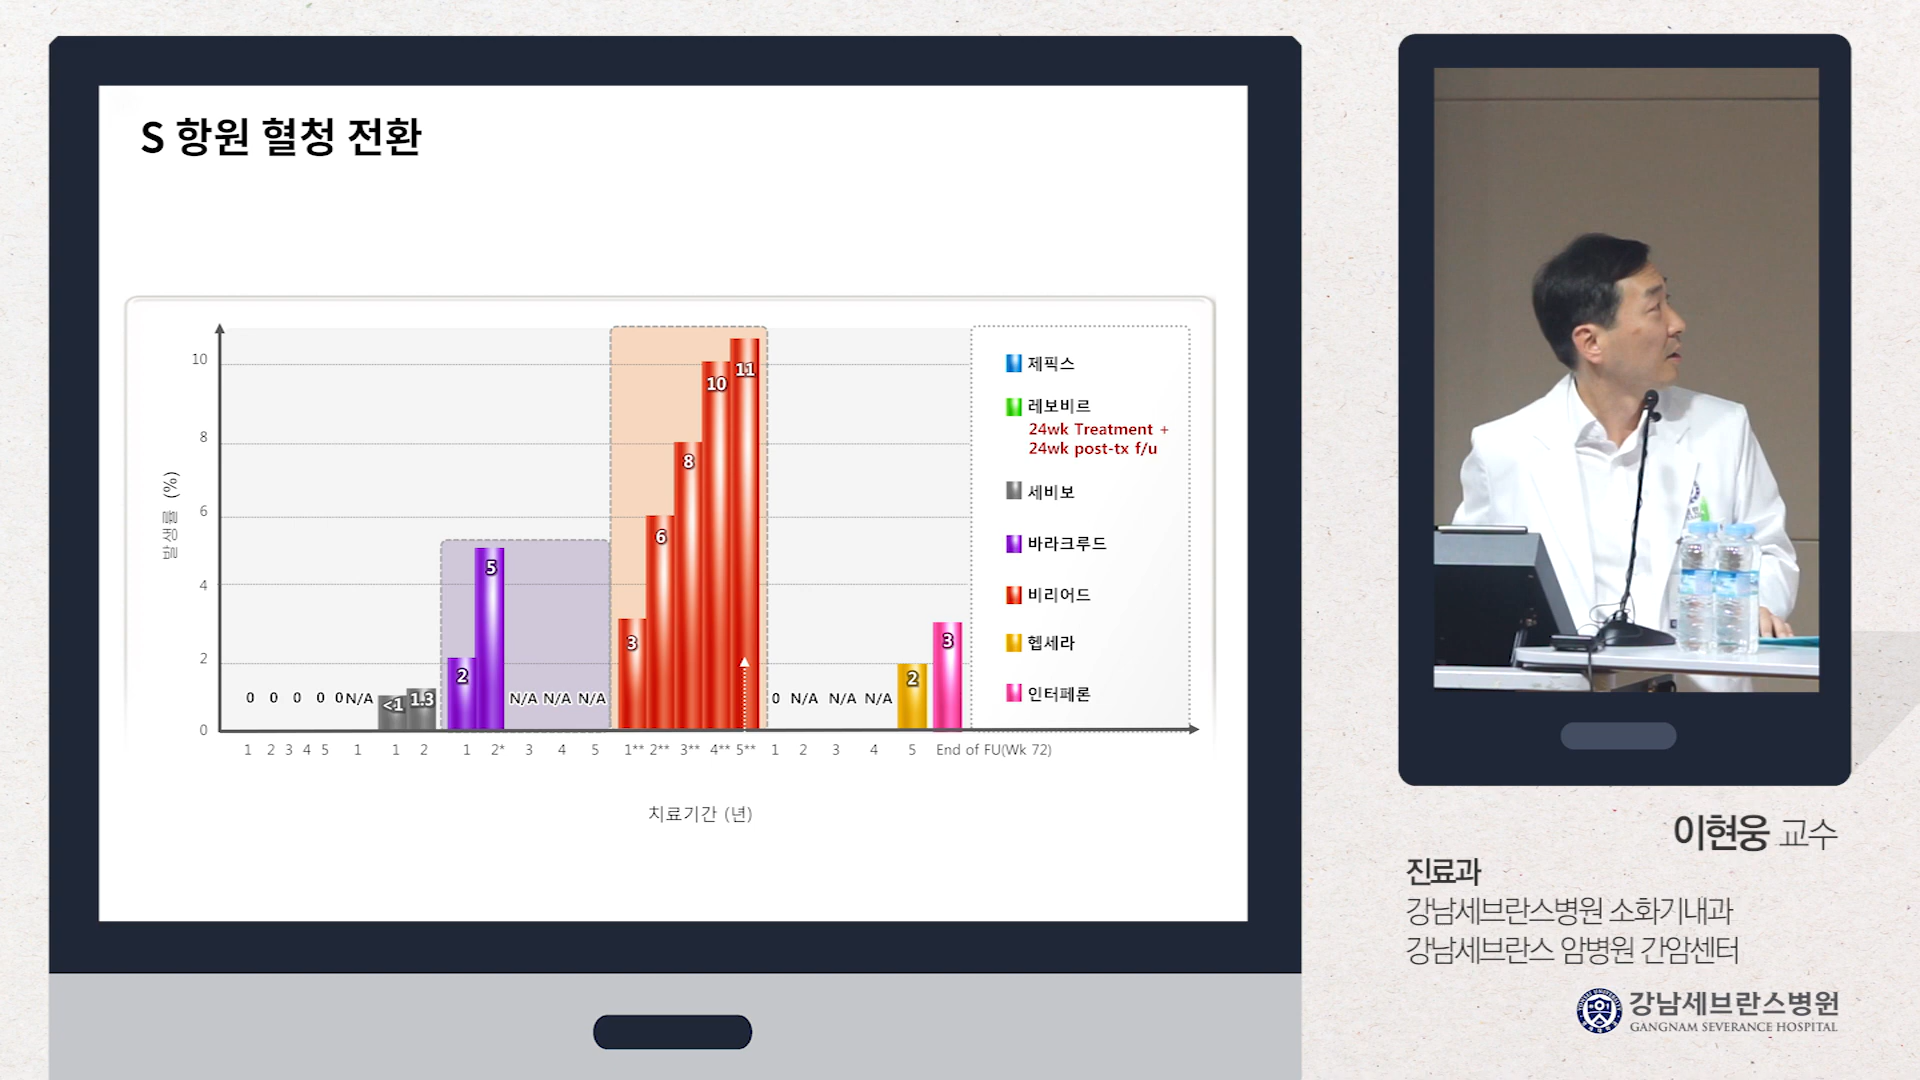 S 항원 혈청 전환
발생률 (%)
10
8
6
4
2
0
0 0 0 0 0 N/A <1 1.3 2 5 N/A N/A N/A 3 6 8 10 11 0 N/A N/A N/A 2 3
1 2 3 4 5 1 1 2 1 2* 3 4 5 1** 2** 3** 4** 5** 1 2 3 4 5 End of FU(Wk 72)
치료기간 (년)
제픽스
레보비르
24wk Treatment +
24wk post-tx f/u
세비보
바라크루드
비리어드
헵세라
인터페론
이현웅 교수
진료과
강남세브란스병원 소화기내과
강남세브란스 암병원 간암센터
강남세브란스병원
GANGNAM SEVERANCE HOSPITAL